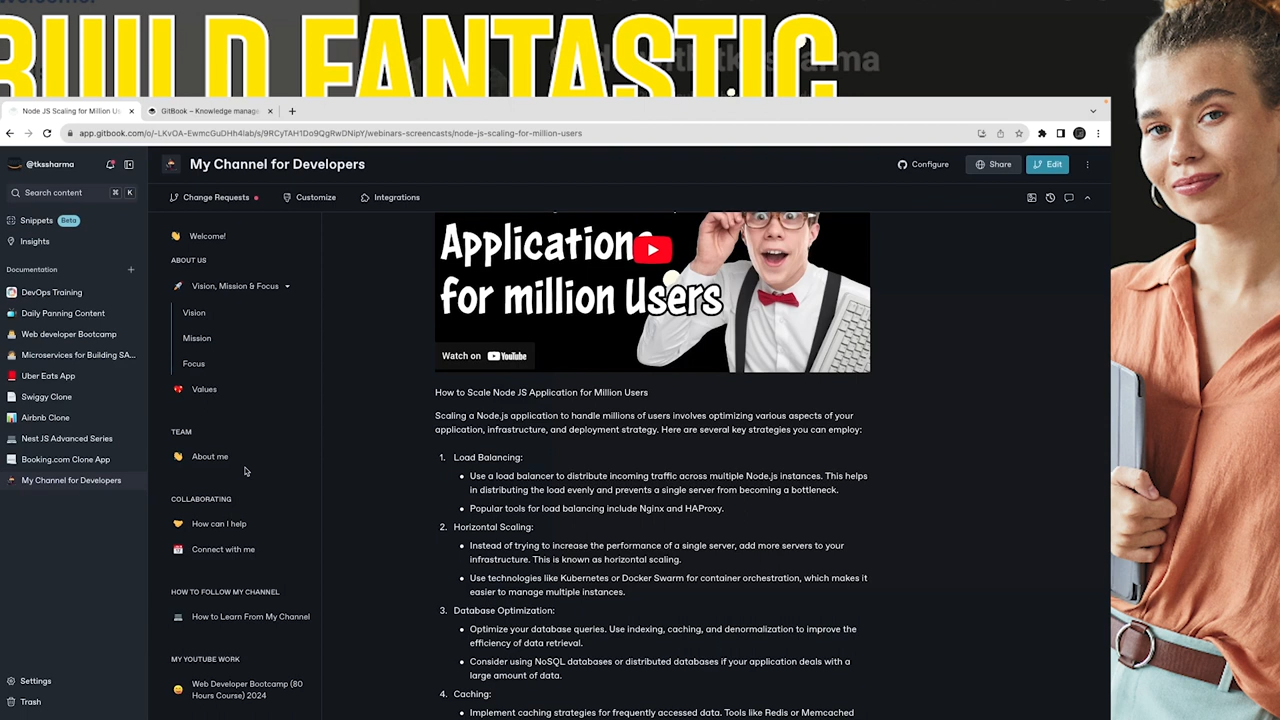 BUILD FANTASTIC
Node JS Scaling for Million Us
GitBook – Knowledge manage
app.gitbook.com/o/-LKvOA-EwmcGuDHh4lab/s/9RCyTAH1Do9QgRwDNipY/webinars-screencasts/node-js-scaling-for-million-users
@tkssharma
My Channel for Developers
Configure
Share
Edit
Search content
⌘ K
Change Requests
Customize
Integrations
Snippets Beta
Insights
Documentation
DevOps Training
Daily Panning Content
Web developer Bootcamp
Microservices for Building SA...
Uber Eats App
Swiggy Clone
Airbnb Clone
Nest JS Advanced Series
Booking.com Clone App
My Channel for Developers
Settings
Trash
Welcome!
ABOUT US
Vision, Mission & Focus
Vision
Mission
Focus
Values
TEAM
About me
COLLABORATING
How can I help
Connect with me
HOW TO FOLLOW MY CHANNEL
How to Learn From My Channel
MY YOUTUBE WORK
Web Developer Bootcamp (80
Hours Course) 2024
Applications
for million Users
Watch on YouTube
How to Scale Node JS Application for Million Users
Scaling a Node.js application to handle millions of users involves optimizing various aspects of your
application, infrastructure, and deployment strategy. Here are several key strategies you can employ:
1. Load Balancing:
Use a load balancer to distribute incoming traffic across multiple Node.js instances. This helps
in distributing the load evenly and prevents a single server from becoming a bottleneck.
Popular tools for load balancing include Nginx and HAProxy.
2. Horizontal Scaling:
Instead of trying to increase the performance of a single server, add more servers to your
infrastructure. This is known as horizontal scaling.
Use technologies like Kubernetes or Docker Swarm for container orchestration, which makes it
easier to manage multiple instances.
3. Database Optimization:
Optimize your database queries. Use indexing, caching, and denormalization to improve the
efficiency of data retrieval.
Consider using NoSQL databases or distributed databases if your application deals with a
large amount of data.
4. Caching:
Implement caching strategies for frequently accessed data. Tools like Redis or Memcached